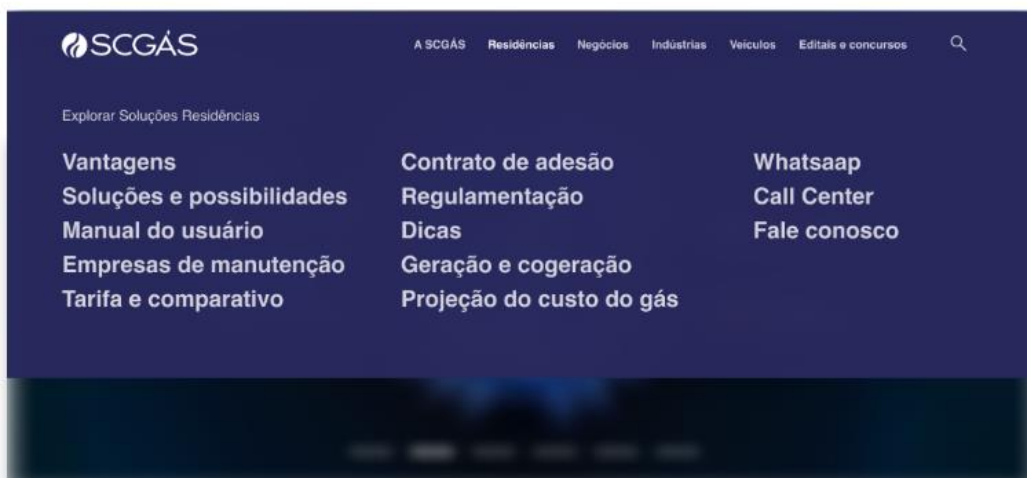 SCGÁS
A SCGÁS Residências Negócios Indústrias Veículos Editais e concursos
Explorar Soluções Residências
Vantagens
Soluções e possibilidades
Manual do usuário
Empresas de manutenção
Tarifa e comparativo
Contrato de adesão
Regulamentação
Dicas
Geração e cogeração
Projeção do custo do gás
Whatsaap
Call Center
Fale conosco